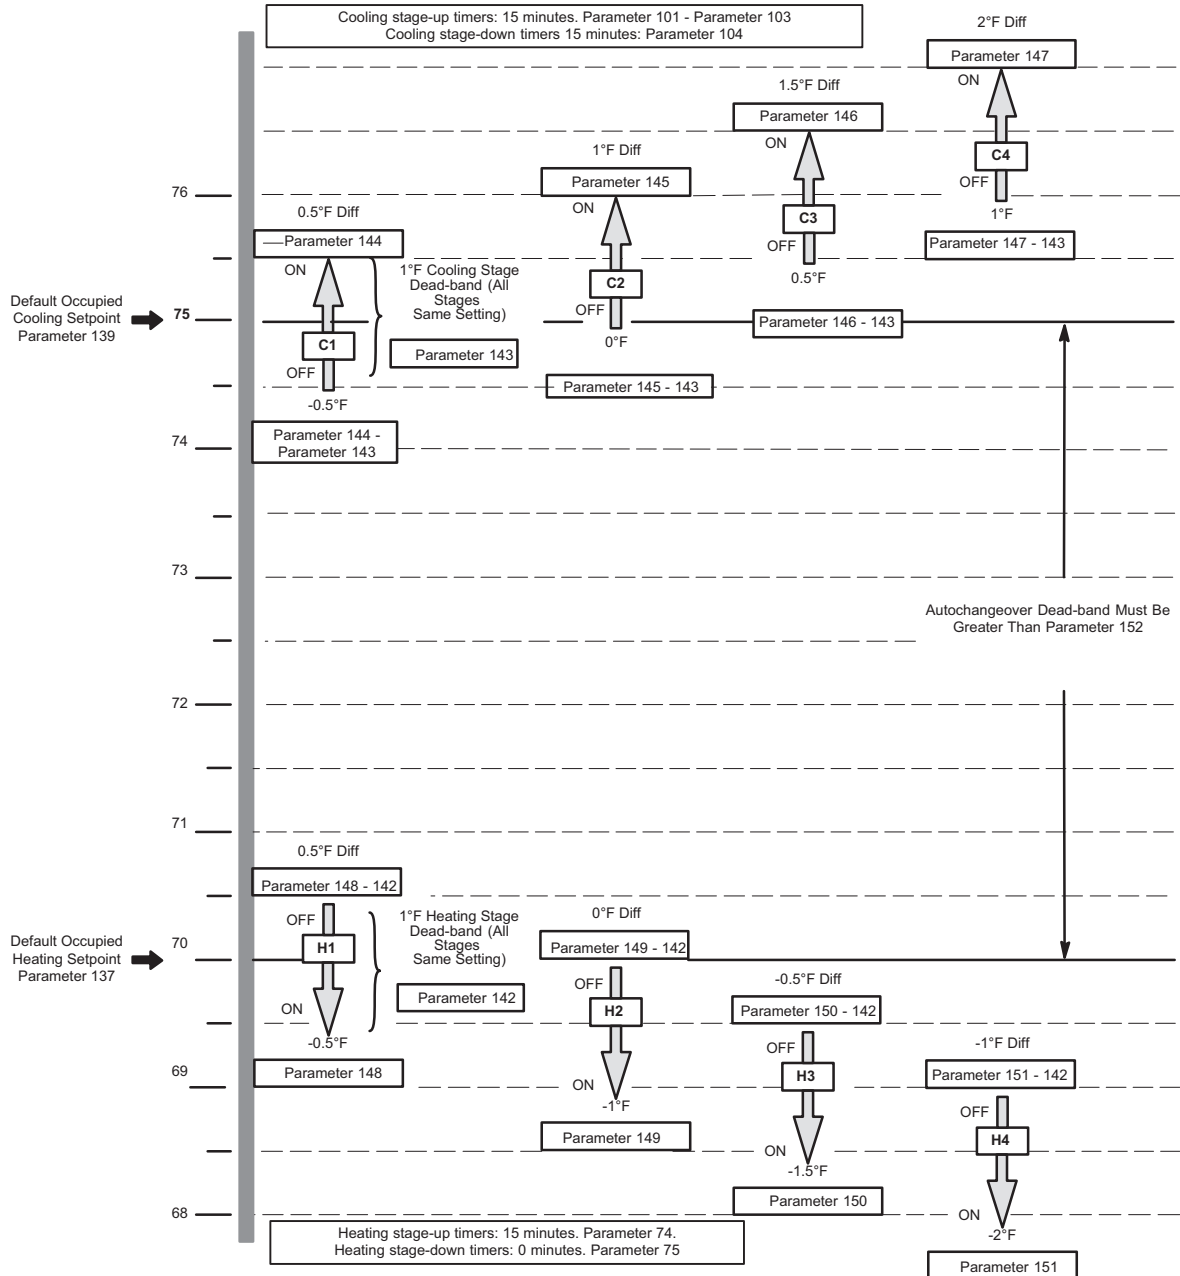 Cooling stage-up timers: 15 minutes. Parameter 101 - Parameter 103
Cooling stage-down timers 15 minutes: Parameter 104
2°F Diff
Parameter 147
ON
C4
OFF
1°F
Parameter 147 - 143
1.5°F Diff
Parameter 146
ON
C3
OFF
0.5°F
Parameter 146 - 143
1°F Diff
Parameter 145
ON
C2
OFF
0°F
Parameter 145 - 143
76
0.5°F Diff
Parameter 144
ON
C1
OFF
-0.5°F
Parameter 144 -
Parameter 143
1°F Cooling Stage
Dead-band (All
Stages
Same Setting)
Parameter 143
Default Occupied
Cooling Setpoint
Parameter 139
75
74
73
Autochangeover Dead-band Must Be
Greater Than Parameter 152
72
71
0.5°F Diff
Parameter 148 - 142
OFF
H1
ON
-0.5°F
Parameter 148
1°F Heating Stage
Dead-band (All
Stages
Same Setting)
Parameter 142
Default Occupied
Heating Setpoint
Parameter 137
70
0°F Diff
Parameter 149 - 142
OFF
H2
ON
-1°F
Parameter 149
-0.5°F Diff
Parameter 150 - 142
OFF
H3
ON
-1.5°F
Parameter 150
-1°F Diff
Parameter 151 - 142
OFF
H4
ON
-2°F
Parameter 151
69
68
Heating stage-up timers: 15 minutes. Parameter 74.
Heating stage-down timers: 0 minutes. Parameter 75